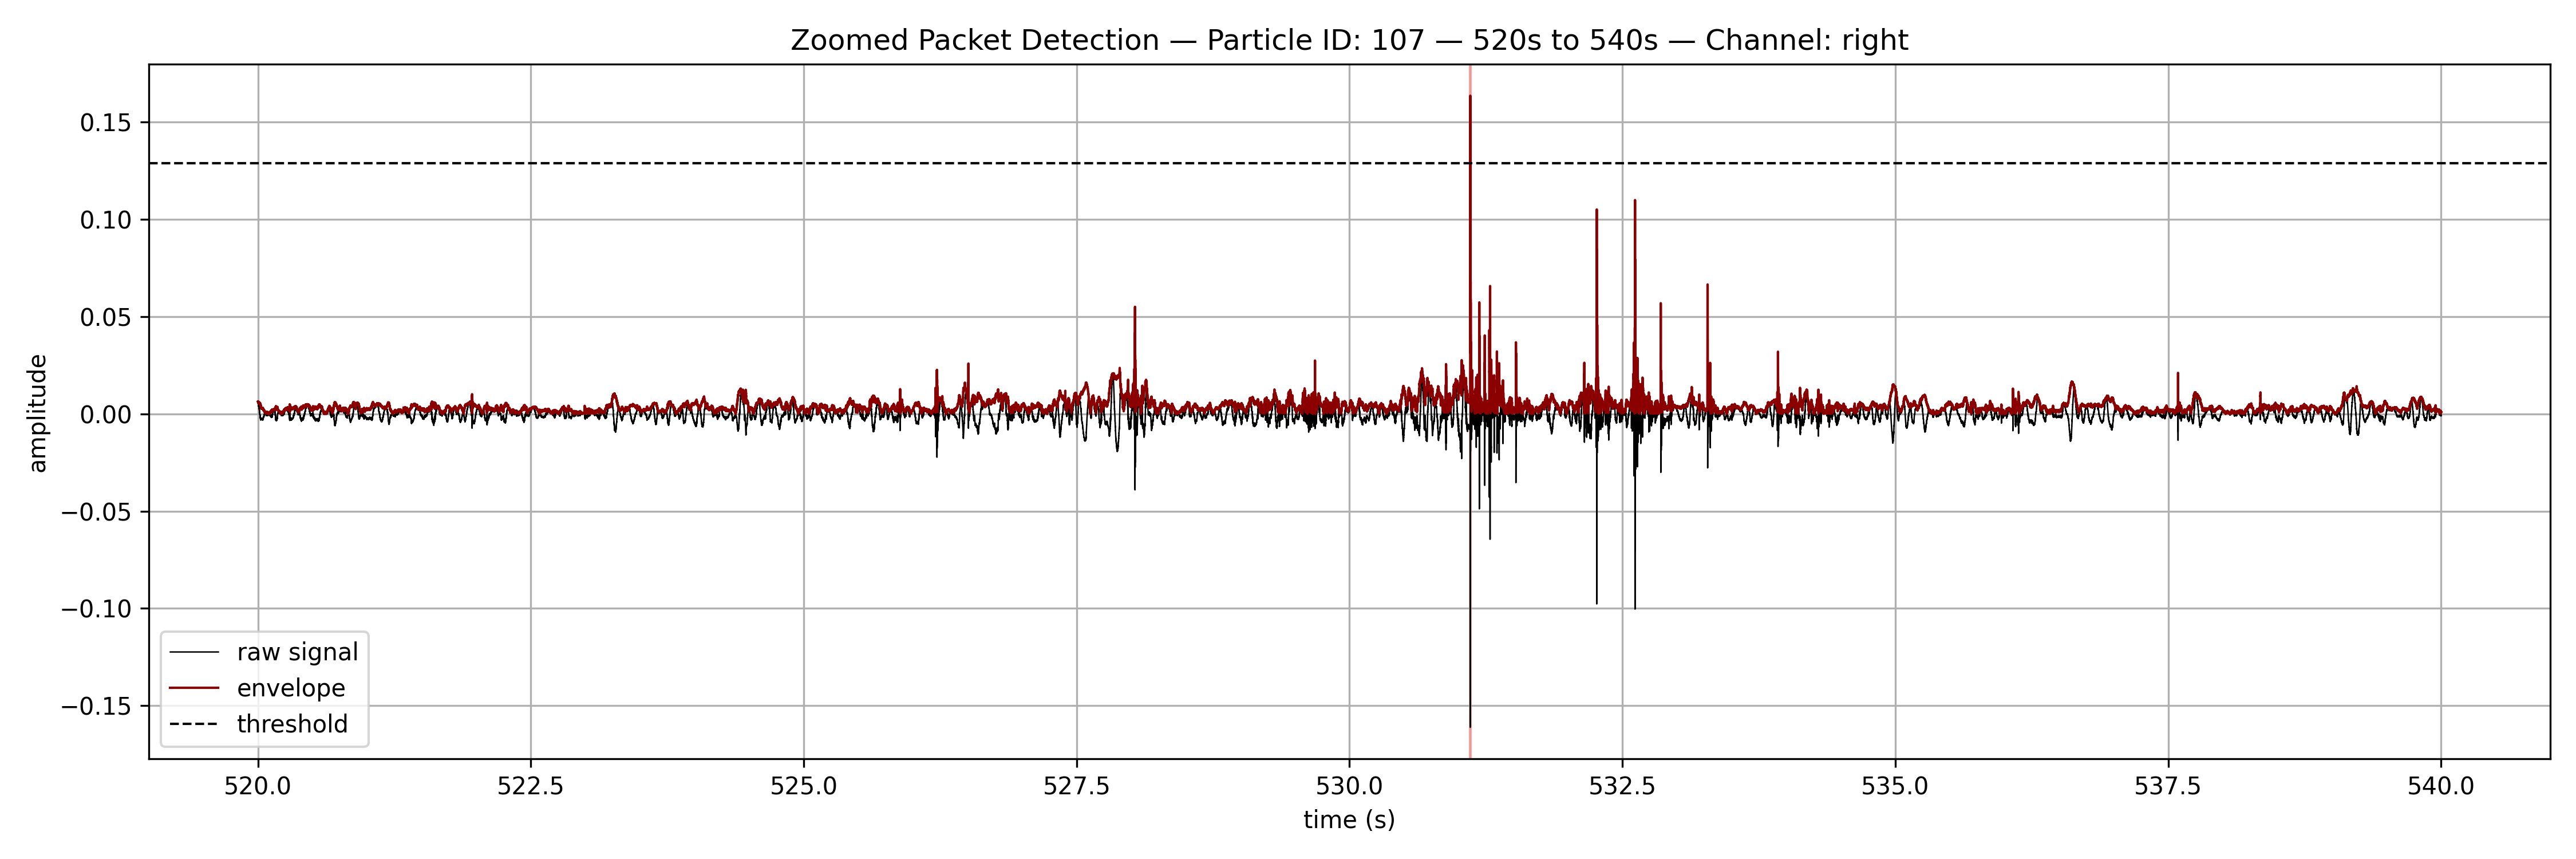 Zoomed Packet Detection — Particle ID: 107 — 520s to 540s — Channel: right
0.15
0.10
0.05
0.00
−0.05
−0.10
−0.15
amplitude
raw signal
envelope
threshold
520.0 522.5 525.0 527.5 530.0 532.5 535.0 537.5 540.0
time (s)